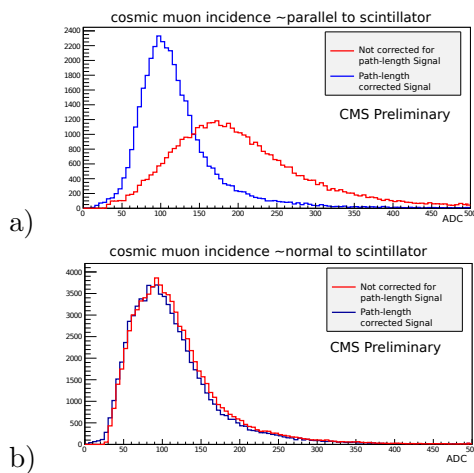 cosmic muon incidence ~parallel to scintillator
2400
2200
2000
1800
1600
1400
1200
1000
800
600
400
200
0
0 50 100 150 200 250 300 350 400 450 500
ADC
Not corrected for
path-length Signal
Path-length
corrected Signal
CMS Preliminary
a)
cosmic muon incidence ~normal to scintillator
4000
3500
3000
2500
2000
1500
1000
500
0
0 50 100 150 200 250 300 350 400 450 500
ADC
Not corrected for
path-length Signal
Path-length
corrected Signal
CMS Preliminary
b)